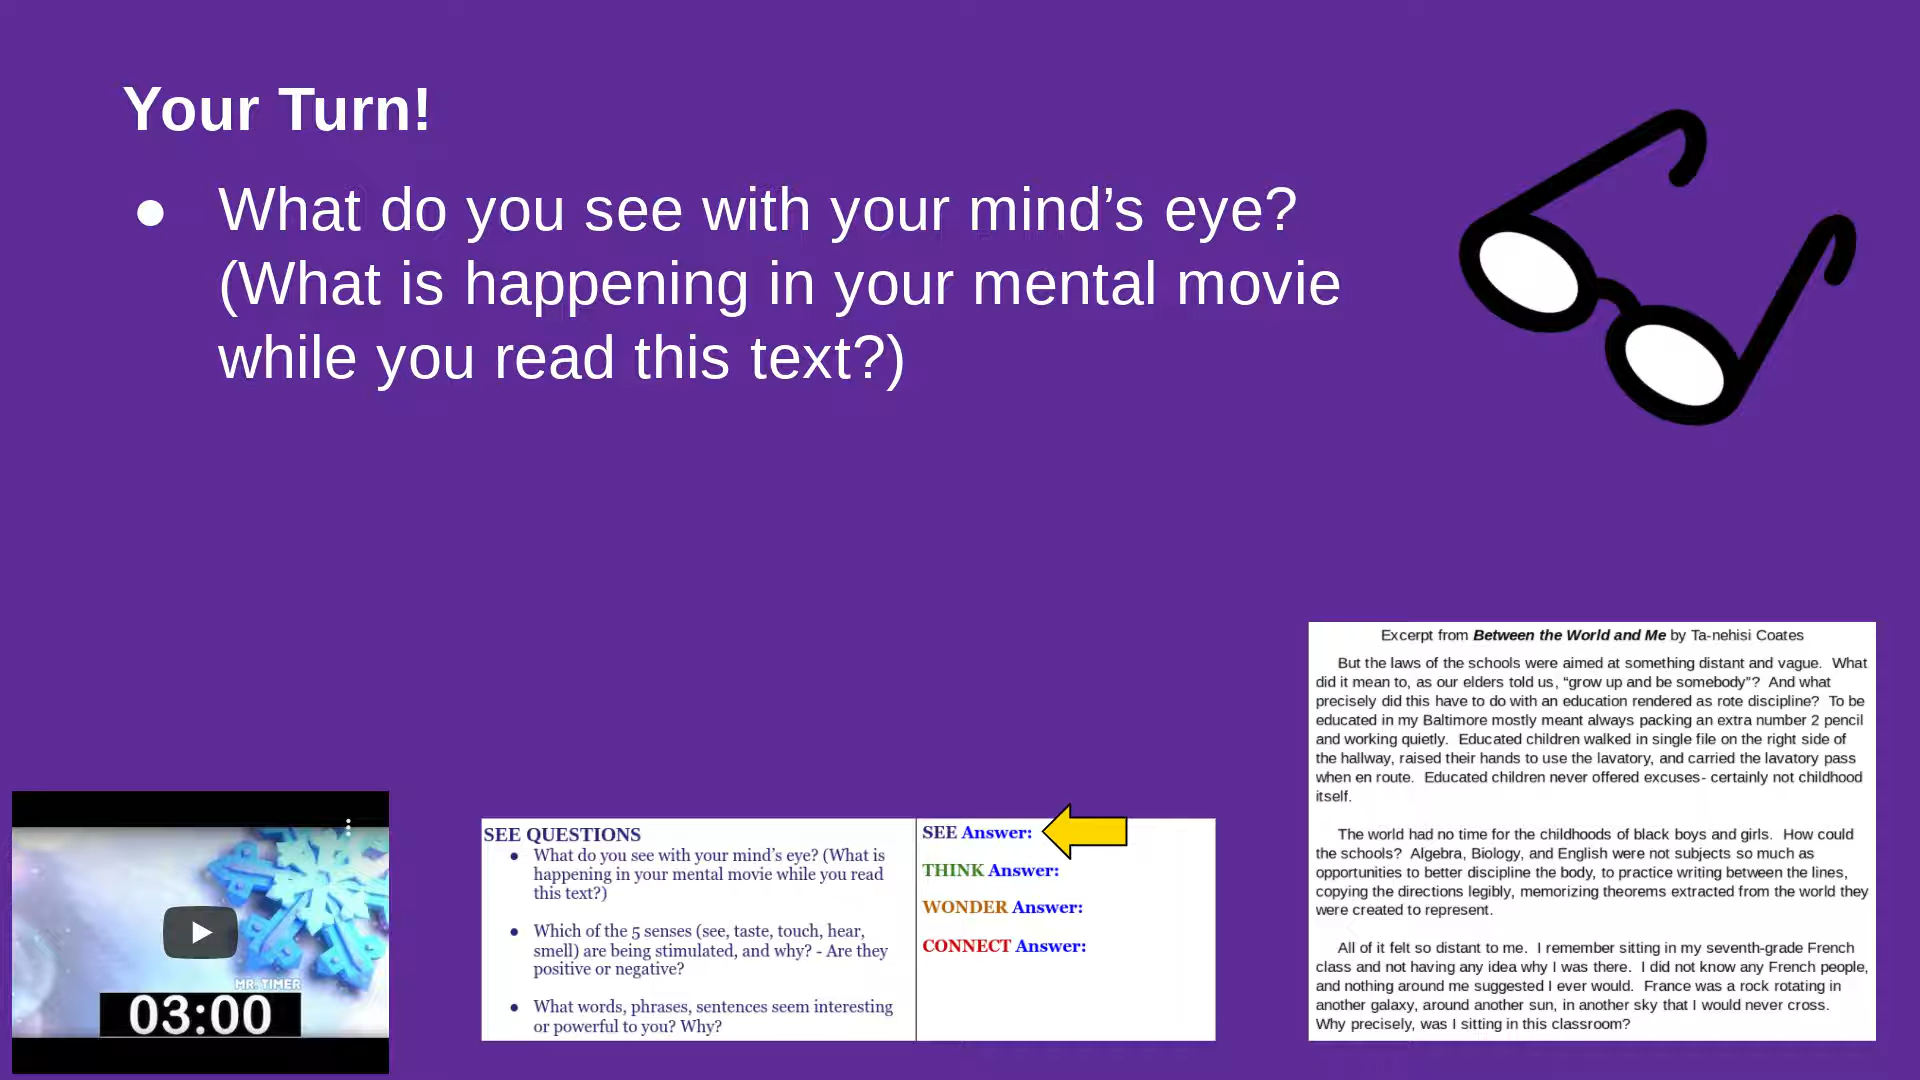 Your Turn!
● What do you see with your mind’s eye?
(What is happening in your mental movie
while you read this text?)
Excerpt from Between the World and Me by Ta-nehisi Coates
But the laws of the schools were aimed at something distant and vague. What
did it mean to, as our elders told us, “grow up and be somebody”? And what
precisely did this have to do with an education rendered as rote discipline? To be
educated in my Baltimore mostly meant always packing an extra number 2 pencil
and working quietly. Educated children walked in single file on the right side of
the hallway, raised their hands to use the lavatory, and carried the lavatory pass
when en route. Educated children never offered excuses- certainly not childhood
itself.
The world had no time for the childhoods of black boys and girls. How could
the schools? Algebra, Biology, and English were not subjects so much as
opportunities to better discipline the body, to practice writing between the lines,
copying the directions legibly, memorizing theorems extracted from the world they
were created to represent.
All of it felt so distant to me. I remember sitting in my seventh-grade French
class and not having any idea why I was there. I did not know any French people,
and nothing around me suggested I ever would. France was a rock rotating in
another galaxy, around another sun, in another sky that I would never cross.
Why precisely, was I sitting in this classroom?
SEE QUESTIONS
● What do you see with your mind’s eye? (What is
happening in your mental movie while you read
this text?)
● Which of the 5 senses (see, taste, touch, hear,
smell) are being stimulated, and why? - Are they
positive or negative?
● What words, phrases, sentences seem interesting
or powerful to you? Why?
SEE Answer:
THINK Answer:
WONDER Answer:
CONNECT Answer:
MR. TIMER
03:00